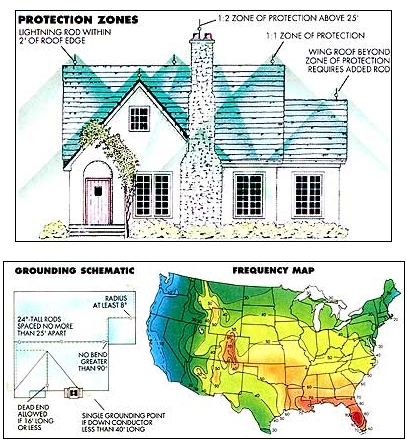 PROTECTION ZONES
1:2 ZONE OF PROTECTION ABOVE 25'
LIGHTNING ROD WITHIN
2' OF ROOF EDGE
1:1 ZONE OF PROTECTION
WING ROOF BEYOND
ZONE OF PROTECTION
REQUIRES ADDED ROD
GROUNDING SCHEMATIC
FREQUENCY MAP
RADIUS
AT LEAST 8"
24"-TALL RODS
SPACED NO MORE
THAN 25' APART
NO BEND
GREATER
THAN 90°
DEAD END
ALLOWED
IF 16' LONG
OR LESS
SINGLE GROUNDING POINT
IF DOWN CONDUCTOR
LESS THAN 40' LONG